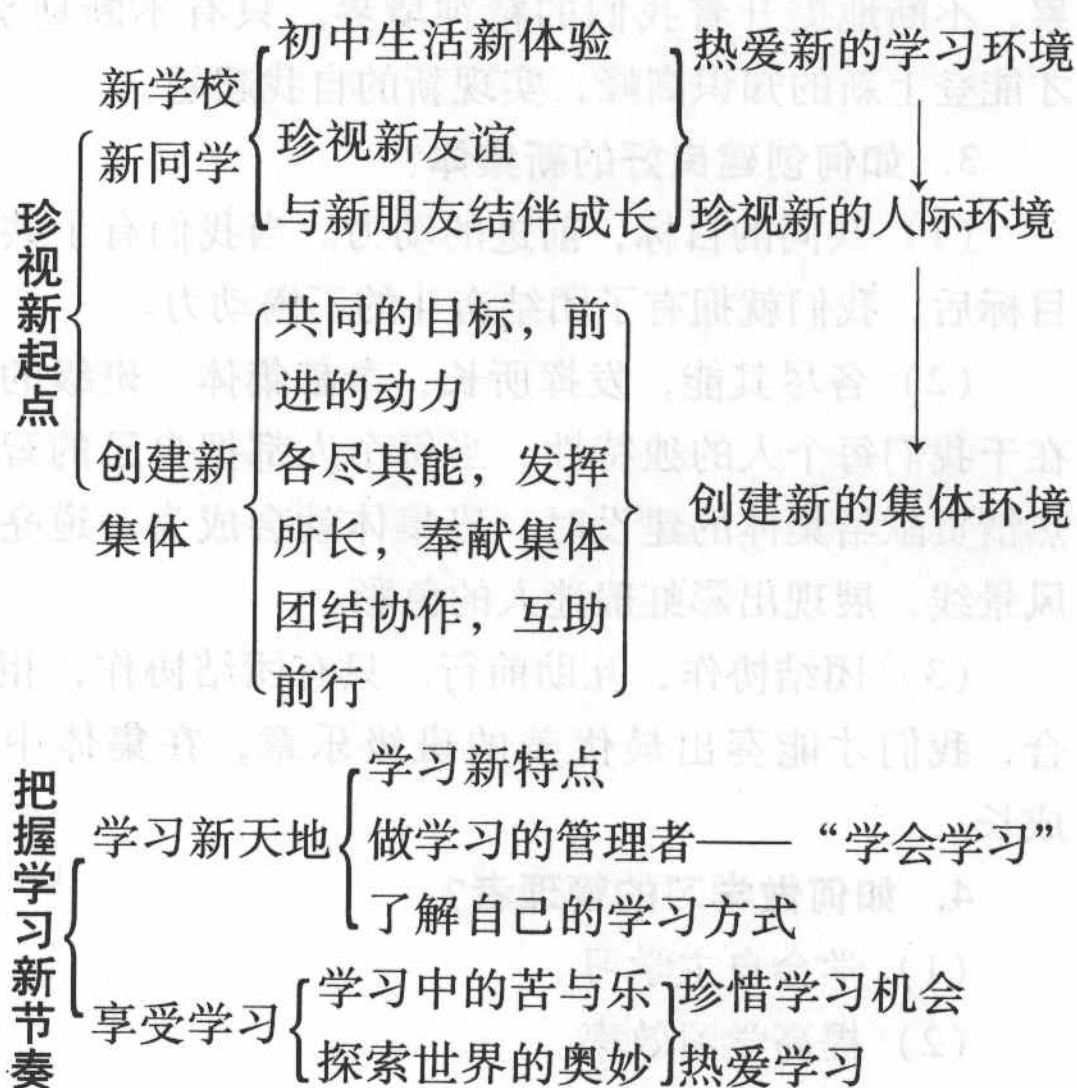 珍视新起点
新学校
新同学
初中生活新体验
珍视新友谊
与新朋友结伴成长
热爱新的学习环境
珍视新的人际环境
创建新
集体
共同的目标，前
进的动力
各尽其能，发挥
所长，奉献集体
团结协作，互助
前行
创建新的集体环境
把握学习新节奏
学习新天地
学习新特点
做学习的管理者——“学会学习”
了解自己的学习方式
享受学习
学习中的苦与乐
探索世界的奥妙
珍惜学习机会
热爱学习